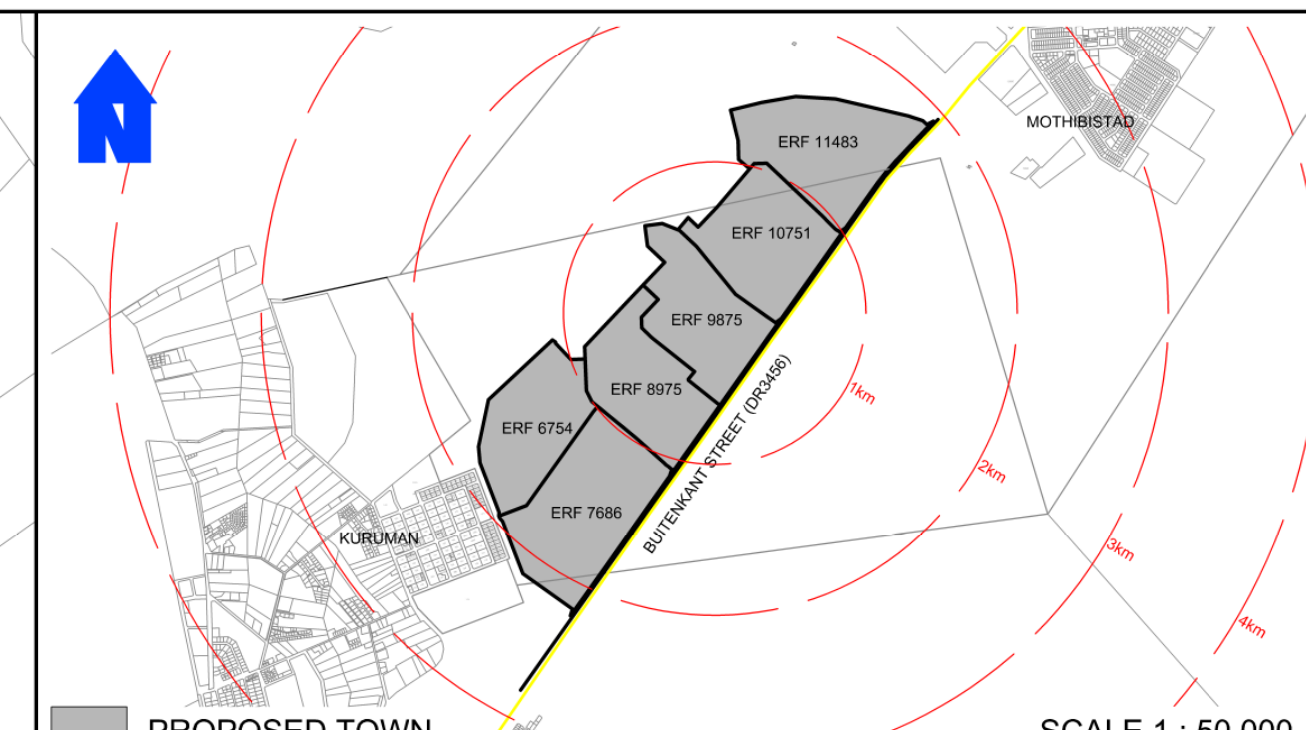 N
ERF 11483
MOTHIBISTAD
ERF 10751
ERF 9875
ERF 8975
ERF 6754
ERF 7686
BUITENKANT STREET (DR3456)
KURUMAN
1km
2km
3km
4km
PROPOSED TOWN
SCALE 1 : 50 000